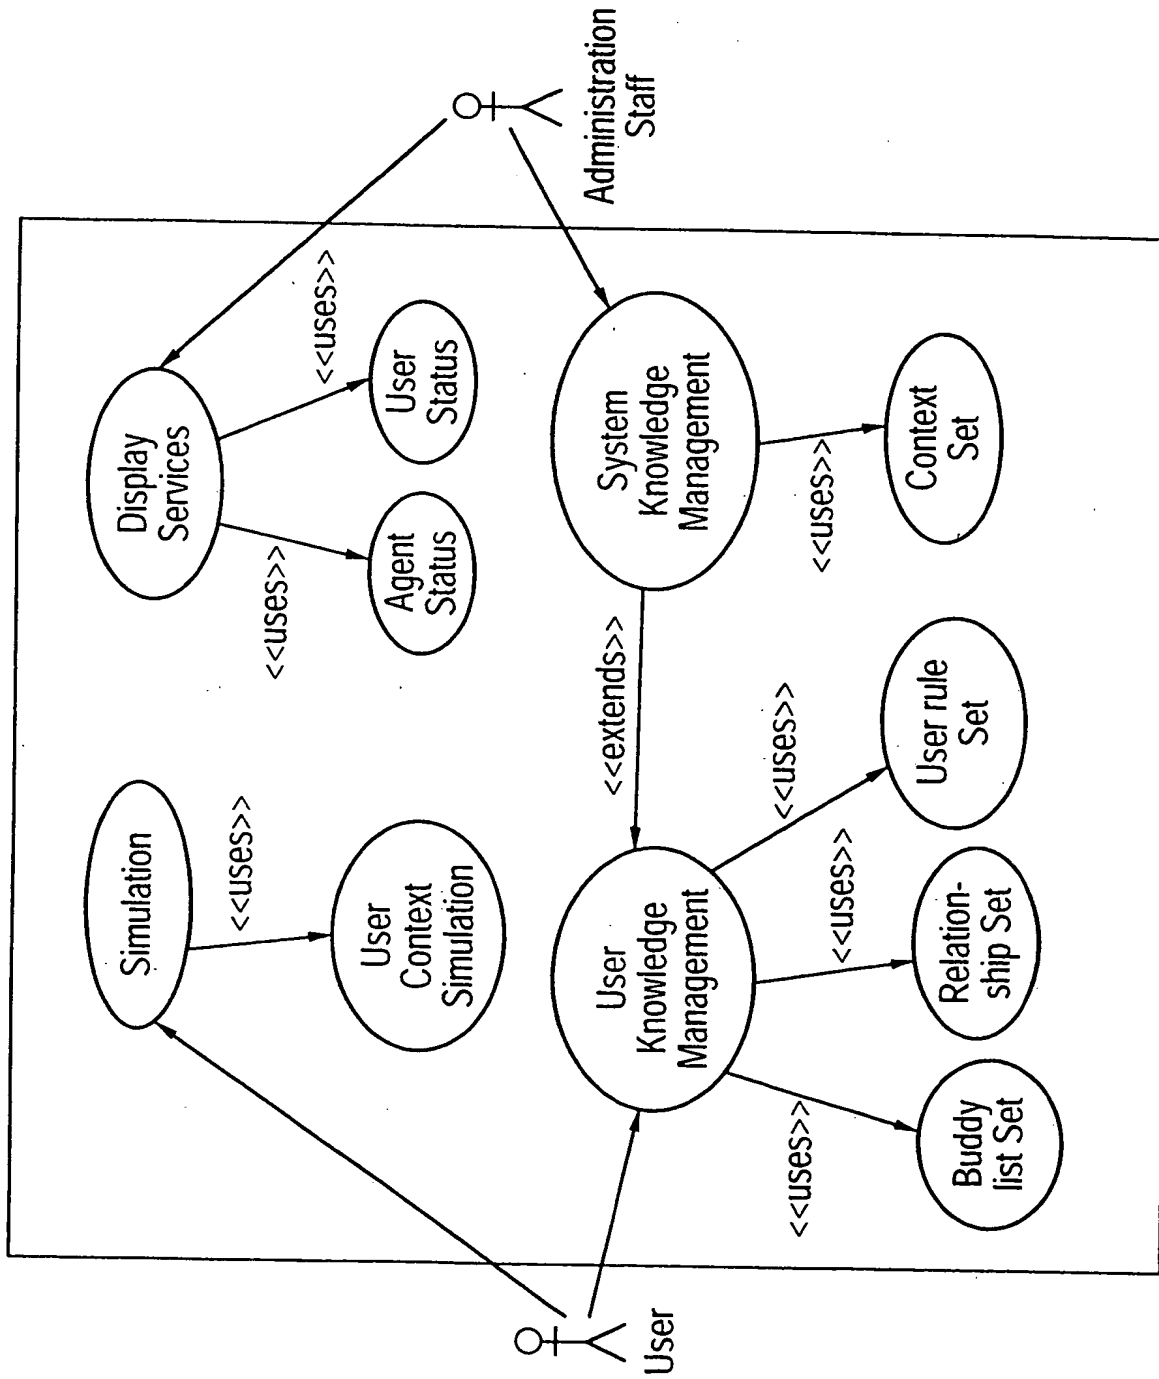 Simulation
<<uses>>
User
Context
Simulation
Display
Services
<<uses>>
<<uses>>
Agent
Status
User
Status
User
Knowledge
Management
<<extends>>
System
Knowledge
Management
<<uses>>
<<uses>>
<<uses>>
<<uses>>
Buddy
list Set
Relation-
ship Set
User rule
Set
Context
Set
User
Administration
Staff